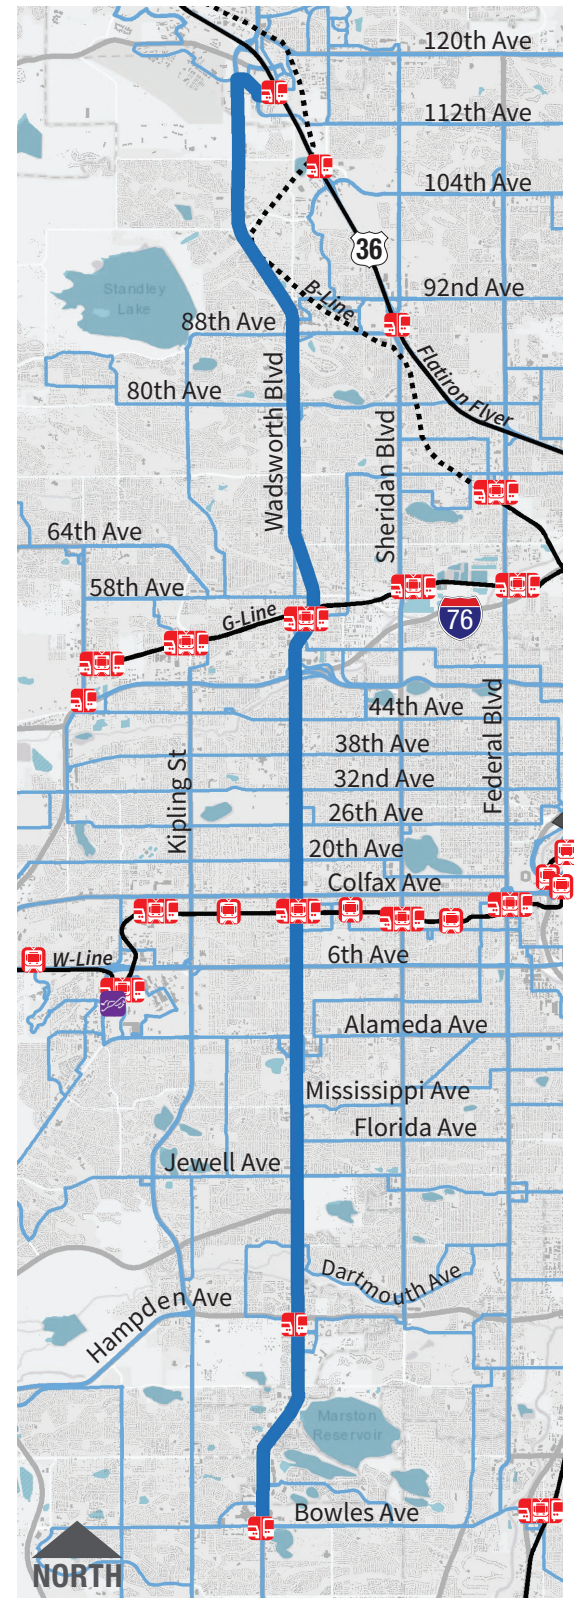 120th Ave
112th Ave
104th Ave
36
Standley
Lake
B-Line
92nd Ave
88th Ave
Flatiron Flyer
80th Ave
Wadsworth Blvd
Sheridan Blvd
64th Ave
58th Ave
G-Line
76
44th Ave
Federal Blvd
38th Ave
Kipling St
32nd Ave
26th Ave
20th Ave
Colfax Ave
W-Line
6th Ave
Alameda Ave
Mississippi Ave
Florida Ave
Jewell Ave
Dartmouth Ave
Hampden Ave
Marston
Reservoir
Bowles Ave
NORTH